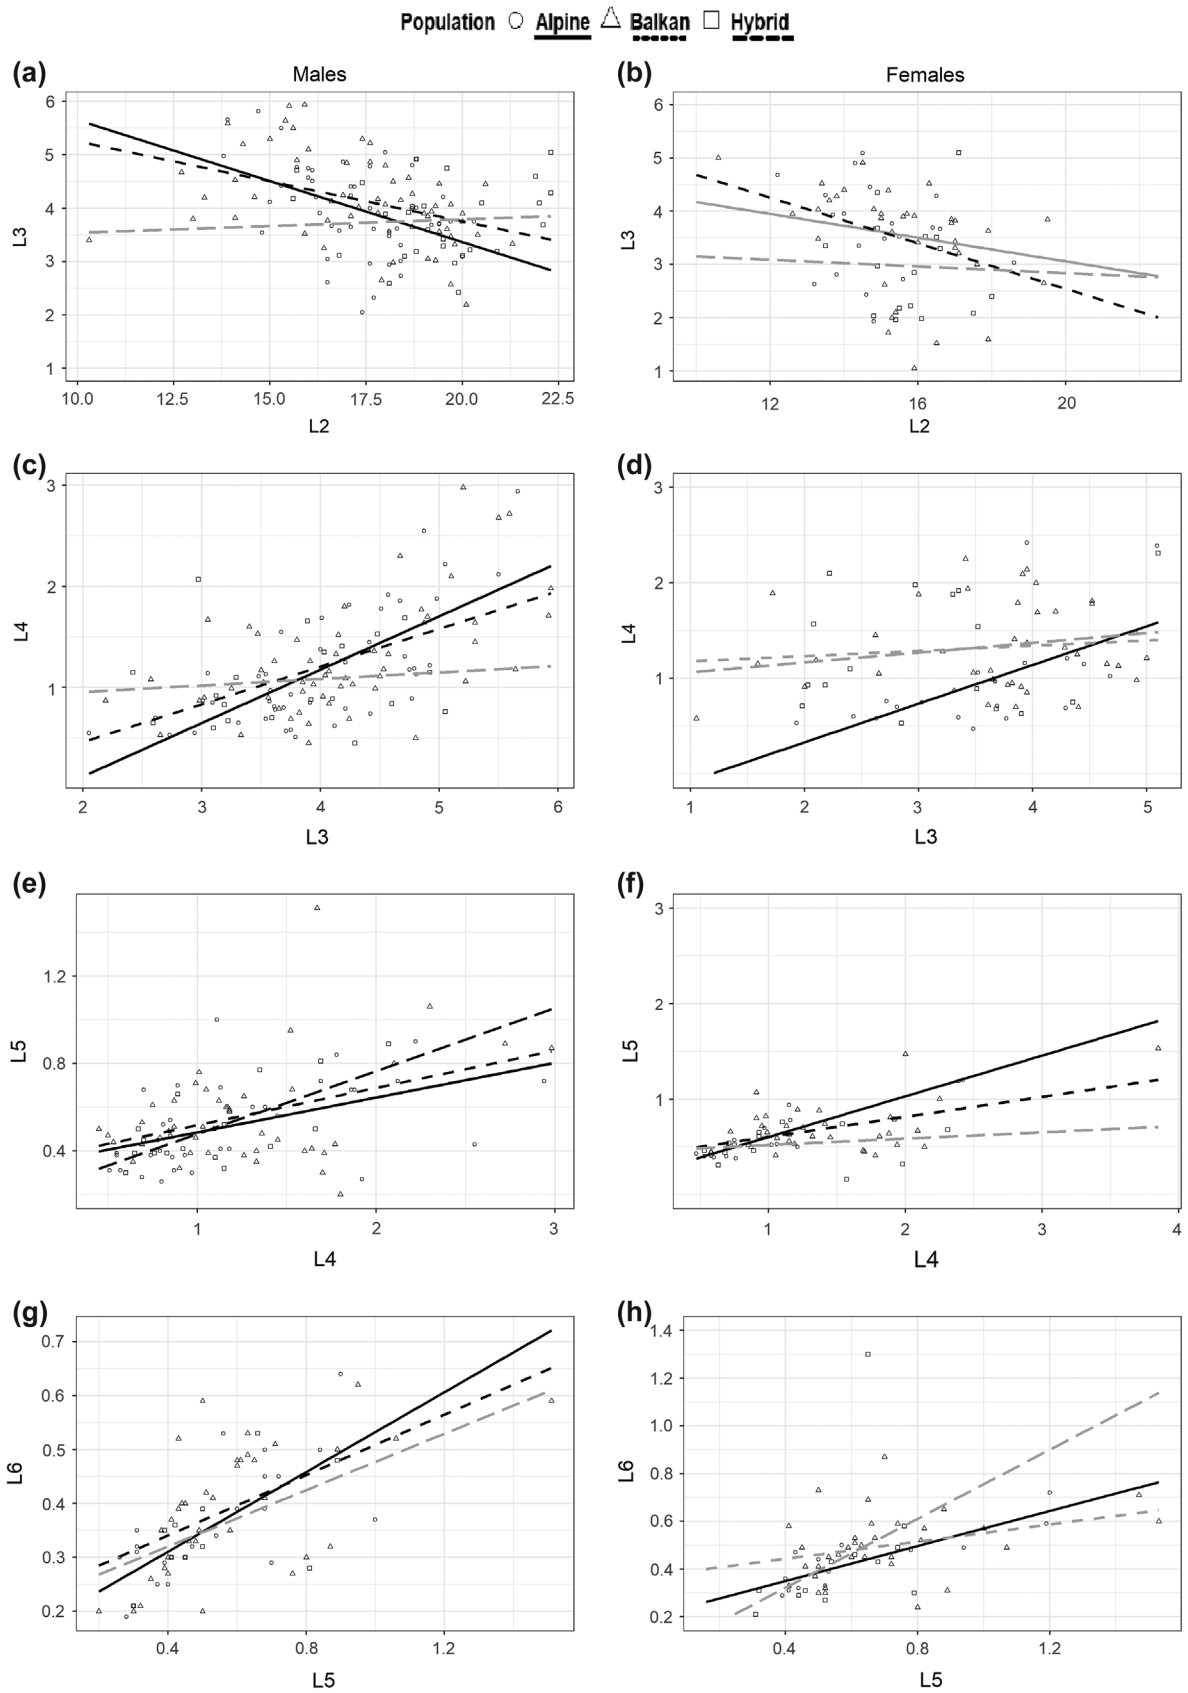 Population Alpine Balkan Hybrid
(a) Males (b) Females
6 5 4 3 2 1
L3
10.0 12.5 15.0 17.5 20.0 22.5
L2
6 5 4 3 2 1
L3
12 16 20
L2
(c)
3 2 1
L4
2 3 4 5 6
L3
(d)
3 2 1
L4
1 2 3 4 5
L3
(e)
1.2 0.8 0.4
L5
1 2 3
L4
(f)
3 2 1
L5
1 2 3 4
L4
(g)
0.7 0.6 0.5 0.4 0.3 0.2
L6
0.4 0.8 1.2
L5
(h)
1.4 1.2 1.0 0.8 0.6 0.4 0.2
L6
0.4 0.8 1.2
L5